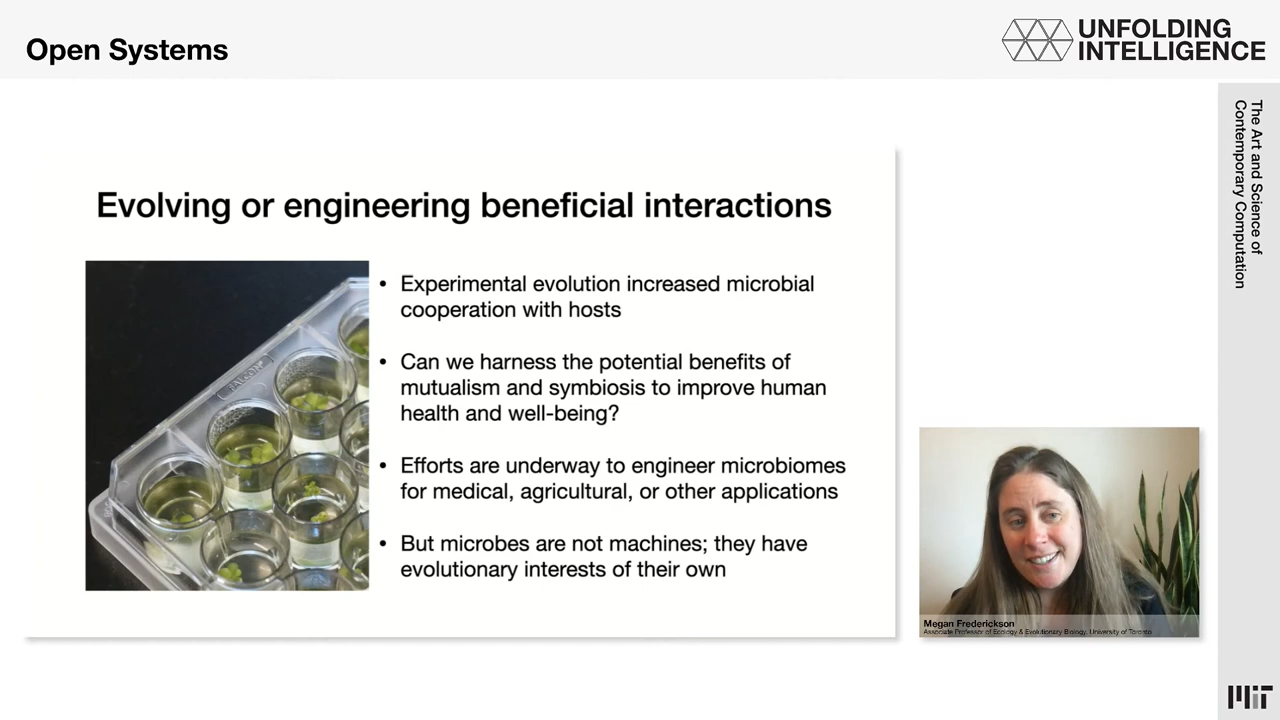 Open Systems
UNFOLDING
INTELLIGENCE
The Art and Science of
Contemporary Computation
Evolving or engineering beneficial interactions
• Experimental evolution increased microbial
cooperation with hosts
• Can we harness the potential benefits of
mutualism and symbiosis to improve human
health and well-being?
• Efforts are underway to engineer microbiomes
for medical, agricultural, or other applications
• But microbes are not machines; they have
evolutionary interests of their own
FALCON
Megan Frederickson
Associate Professor of Ecology & Evolutionary Biology, University of Toronto
MIT